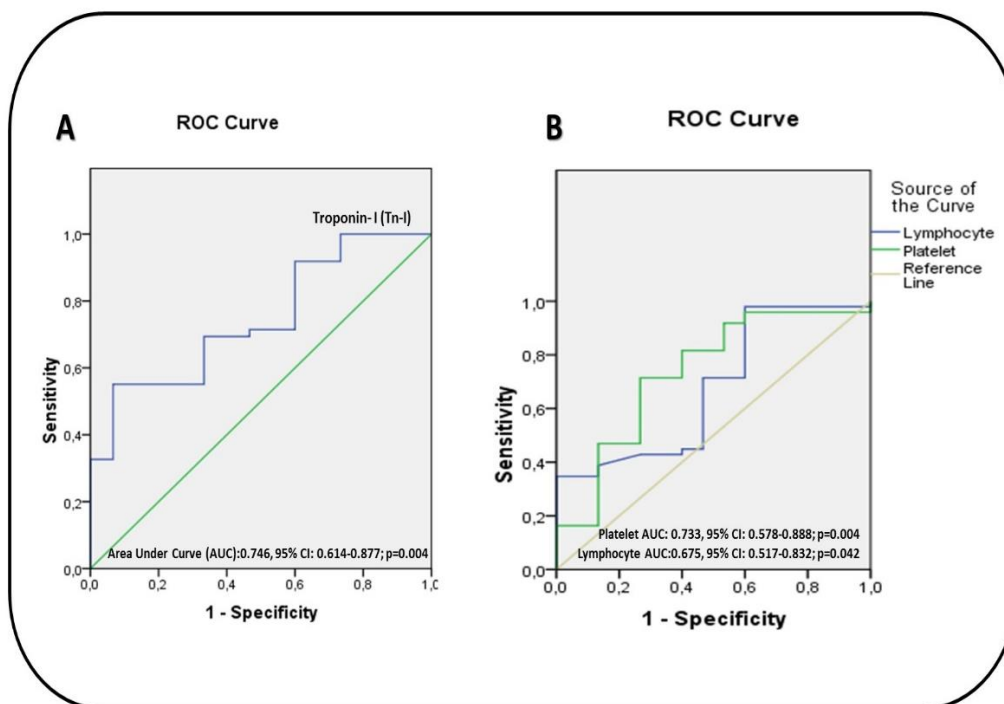 A
ROC Curve
Troponin- I (Tn-I)
1,0
0,8
0,6
0,4
0,2
0,0
Sensitivity
Area Under Curve (AUC):0.746, 95% CI: 0.614-0.877; p=0.004
0,0 0,2 0,4 0,6 0,8 1,0
1 - Specificity
B
ROC Curve
Source of
the Curve
Lymphocyte
Platelet
Reference
Line
1,0
0,8
0,6
0,4
0,2
0,0
Sensitivity
Platelet AUC: 0.733, 95% CI: 0.578-0.888; p=0.004
Lymphocyte AUC:0.675, 95% CI: 0.517-0.832; p=0.042
0,0 0,2 0,4 0,6 0,8 1,0
1 - Specificity